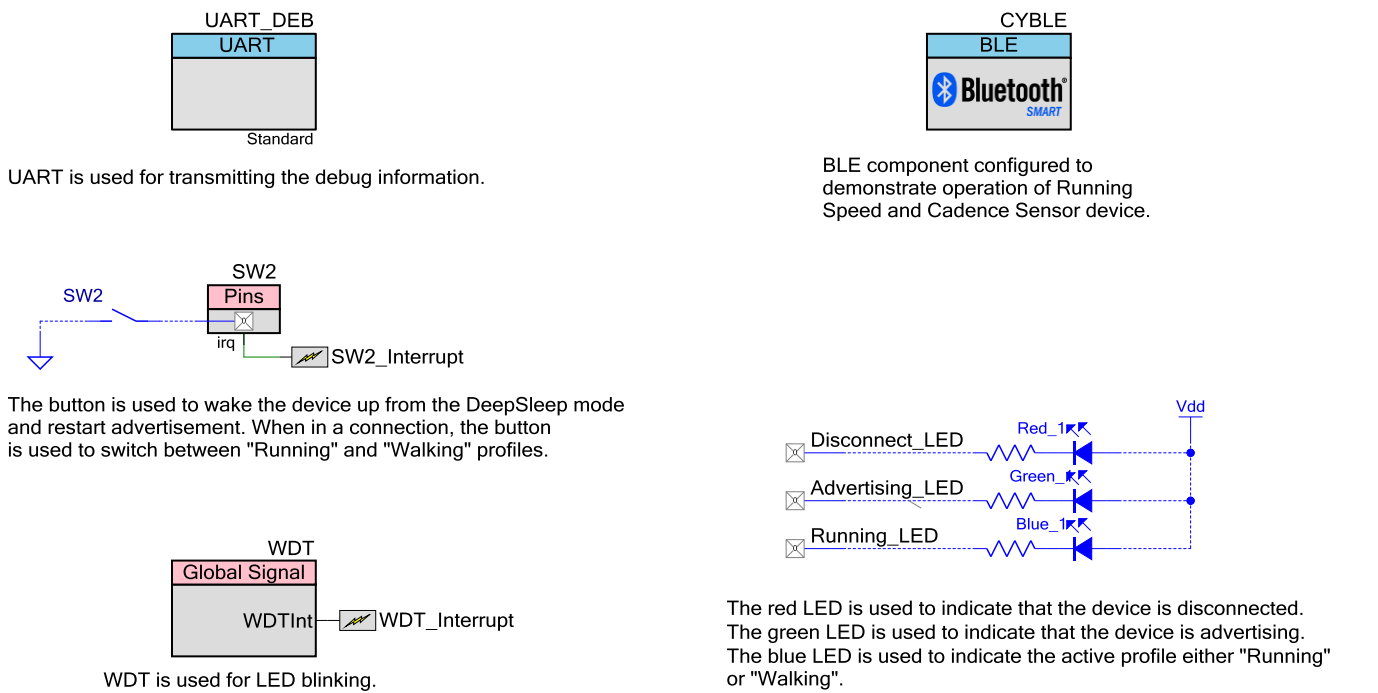 UART_DEB
UART
Standard
UART is used for transmitting the debug information.
CYBLE
BLE
Bluetooth®
SMART
BLE component configured to
demonstrate operation of Running
Speed and Cadence Sensor device.
SW2
SW2
Pins
irq
SW2_Interrupt
The button is used to wake the device up from the DeepSleep mode
and restart advertisement. When in a connection, the button
is used to switch between "Running" and "Walking" profiles.
Vdd
Disconnect_LED
Red_1
Advertising_LED
Green_
Running_LED
Blue_1
WDT
Global Signal
WDTInt
WDT_Interrupt
WDT is used for LED blinking.
The red LED is used to indicate that the device is disconnected.
The green LED is used to indicate that the device is advertising.
The blue LED is used to indicate the active profile either "Running"
or "Walking".